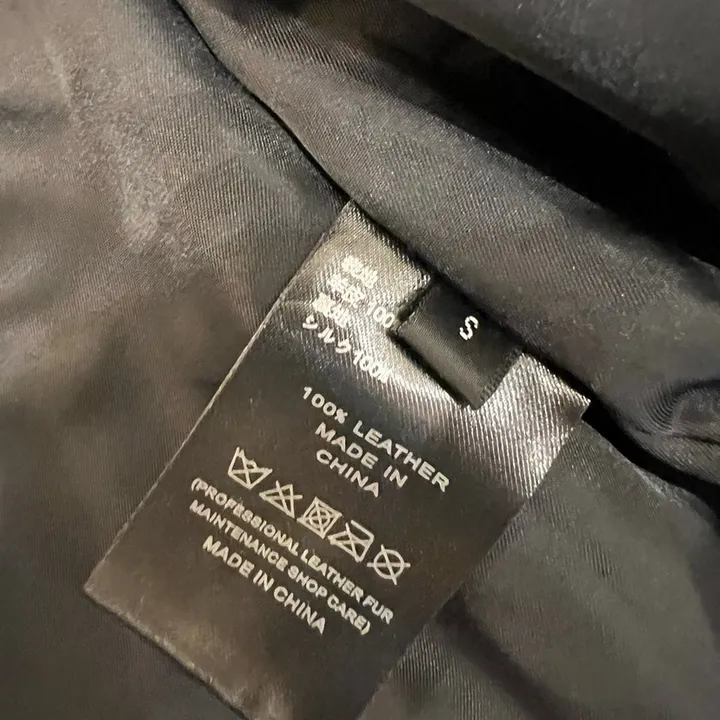 100
シルク100%
S
100% LEATHER
MADE IN
CHINA
(PROFESSIONAL LEATHER FUR
MAINTENANCE SHOP CARE)
MADE IN CHINA